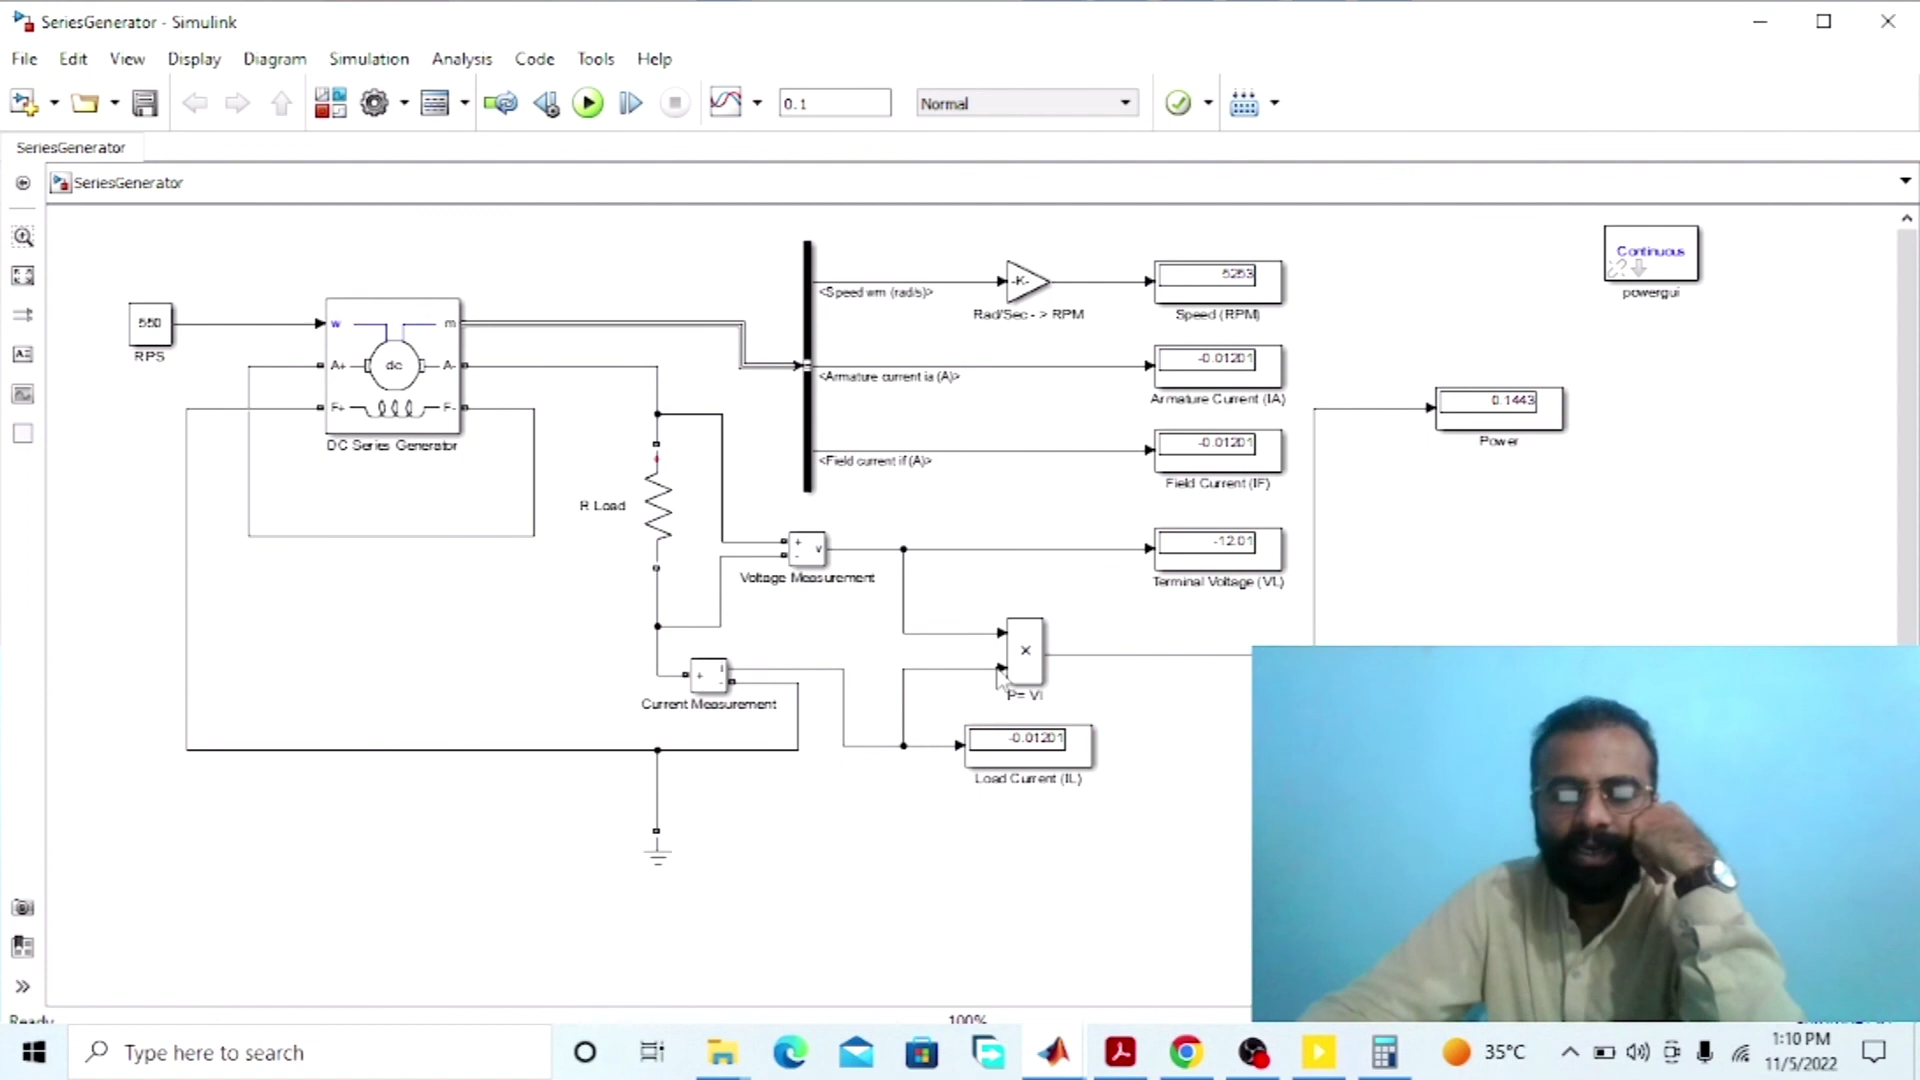 SeriesGenerator - Simulink
File Edit View Display Diagram Simulation Analysis Code Tools Help
0.1
Normal
SeriesGenerator
SeriesGenerator
Continuous
powergui
550
RPS
w m
A+ dc A-
F+ F-
DC Series Generator
<Speed wm (rad/s)>
-K-
Rad/Sec - > RPM
5253
Speed (RPM)
<Armature current ia (A)>
-0.01201
Armature Current (IA)
0.1443
Power
<Field current if (A)>
-0.01201
Field Current (IF)
R Load
+ v
-
Voltage Measurement
-12.01
Terminal Voltage (VL)
×
P= VI
+ i
-
Current Measurement
-0.01201
Load Current (IL)
Ready
100%
Type here to search
35°C
1:10 PM
11/5/2022